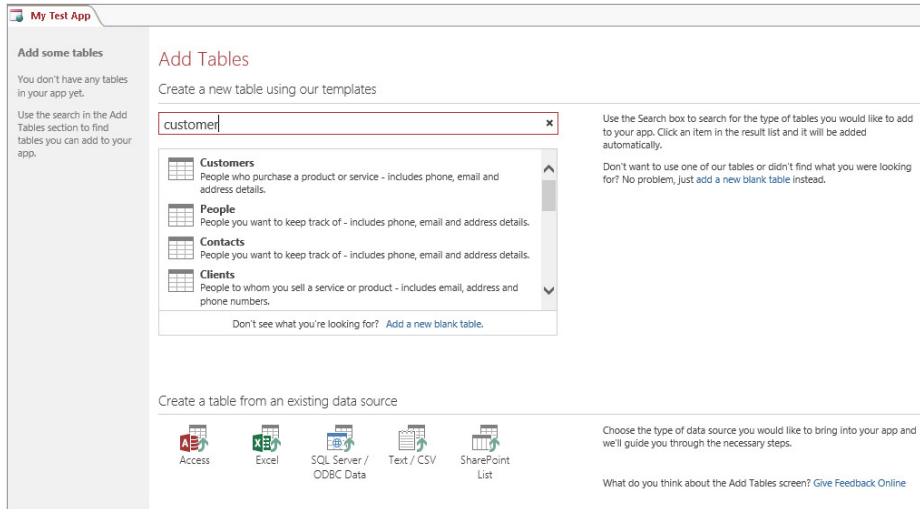 My Test App
Add some tables
You don't have any tables
in your app yet.
Use the search in the Add
Tables section to find
tables you can add to your
app.
Add Tables
Create a new table using our templates
customer
Customers
People who purchase a product or service - includes phone, email and
address details.
People
People you want to keep track of - includes phone, email and address details.
Contacts
People you want to keep track of - includes phone, email and address details.
Clients
People to whom you sell a service or product - includes email, address and
phone numbers.
Don't see what you're looking for? Add a new blank table.
Use the Search box to search for the type of tables you would like to add
to your app. Click an item in the result list and it will be added
automatically.
Don't want to use one of our tables or didn't find what you were looking
for? No problem, just add a new blank table instead.
Create a table from an existing data source
Access
Excel
SQL Server /
ODBC Data
Text / CSV
SharePoint
List
Choose the type of data source you would like to bring into your app and
we'll guide you through the necessary steps.
What do you think about the Add Tables screen? Give Feedback Online